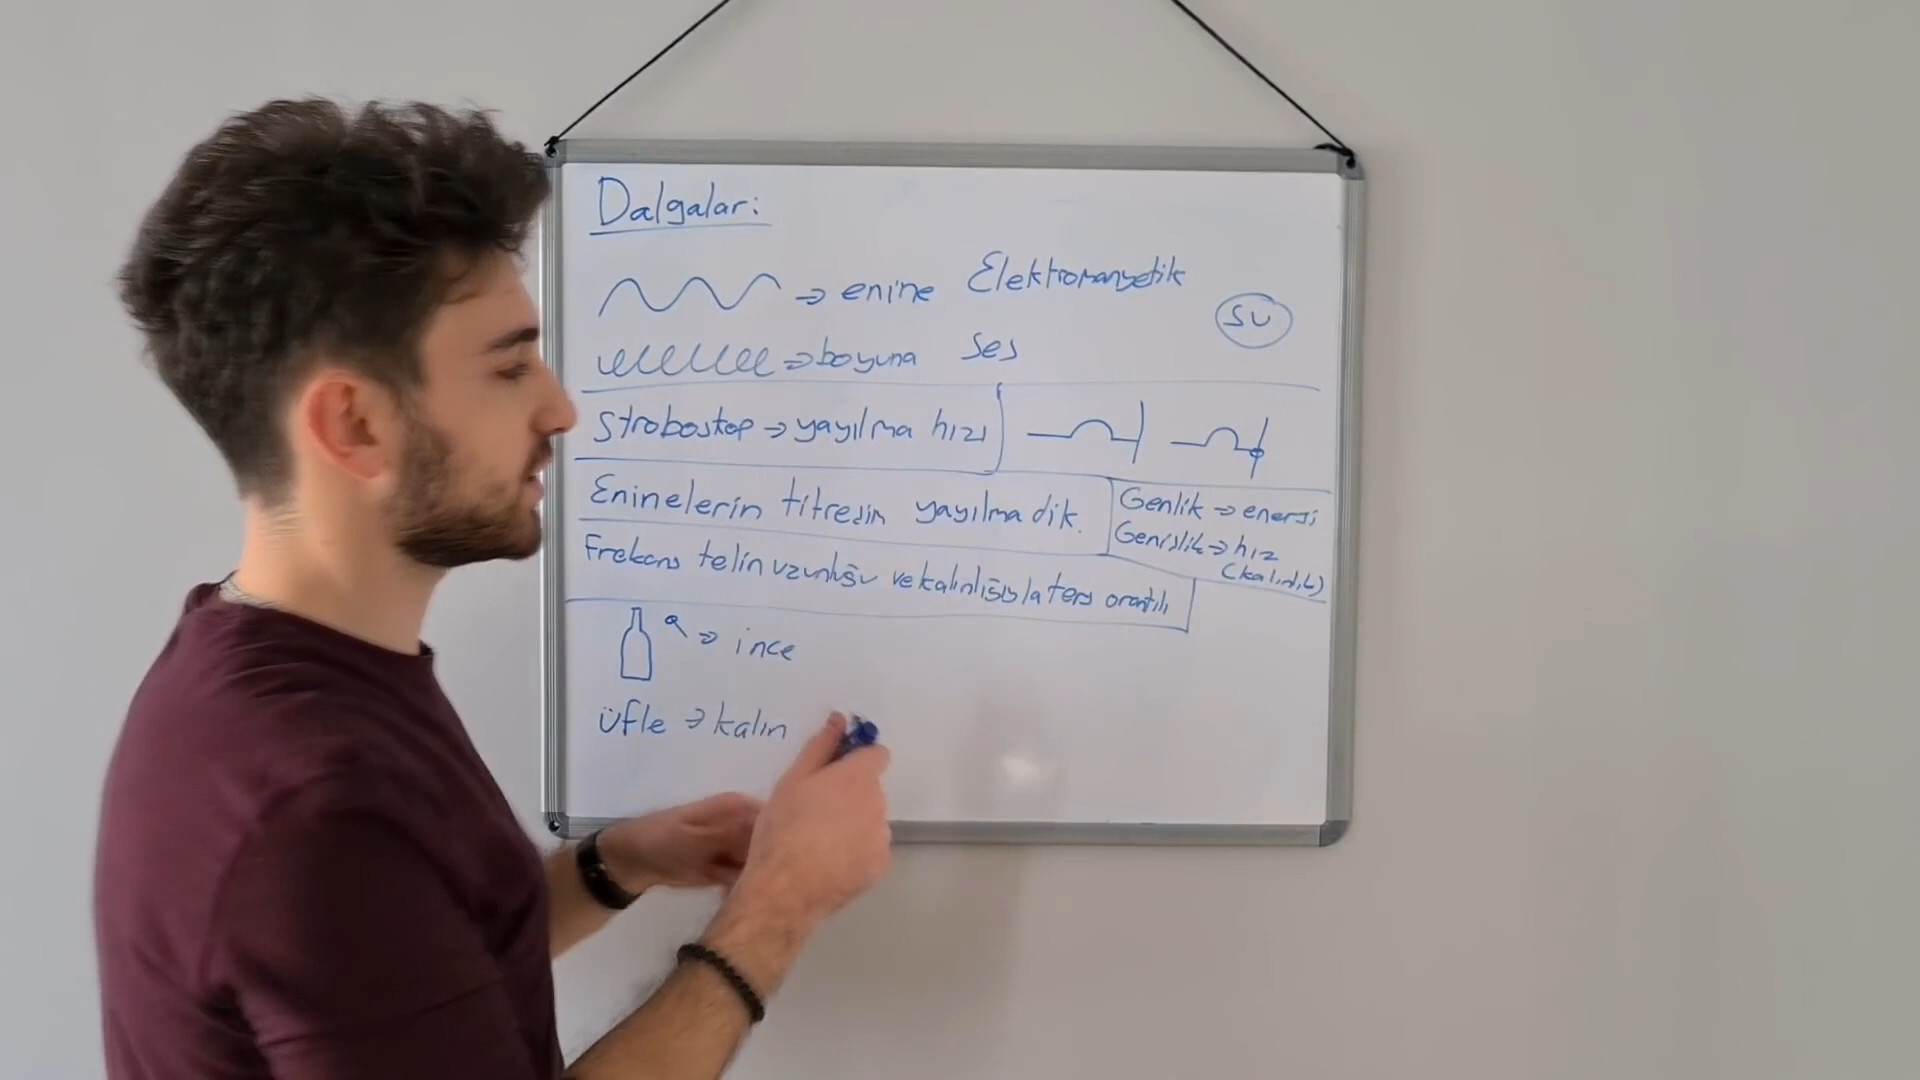 Dalgalar:
⇒ enine Elektromanyetik
SU
⇒ boyuna Ses
Stroboskop ⇒ yayılma hızı
Eninelerin titreşim yayılma dik.
Genlik ⇒ enerji
Genişlik ⇒ hız
(kalınlık)
Frekans telin uzunluğu ve kalınlığıyla ters orantılı
⇒ ince
üfle ⇒ kalın